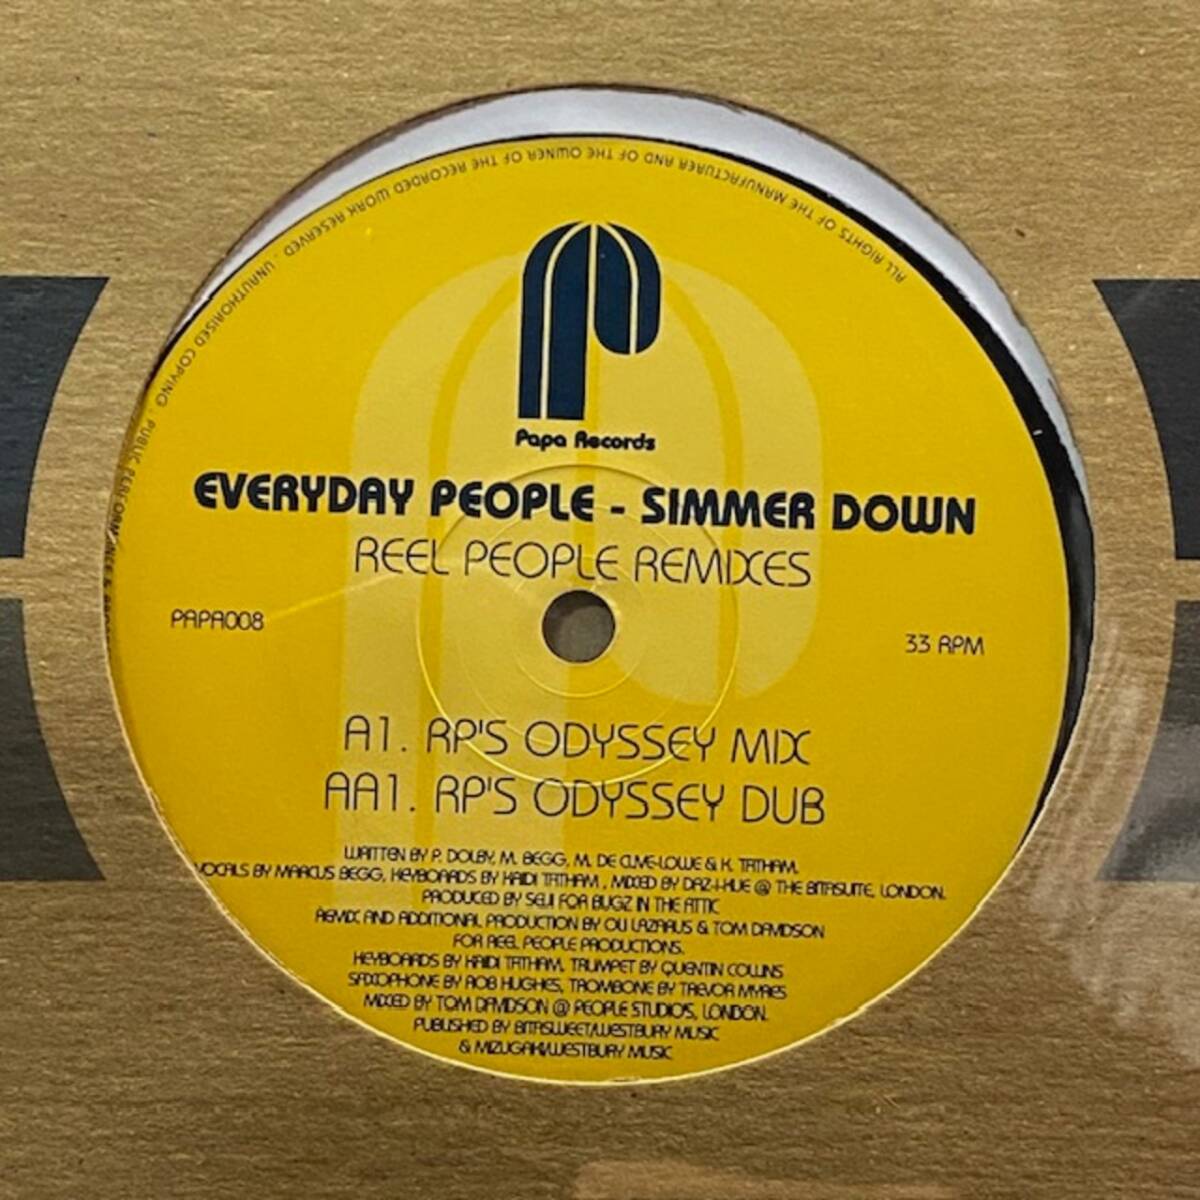 ALL RIGHTS OF THE MANUFACTURER AND OF THE OWNER OF THE RECORDED WORK RESERVED · UNAUTHORISED COPYING · PUBLIC PERFORM
Papa Records
EVERYDAY PEOPLE - SIMMER DOWN
REEL PEOPLE REMIXES
PAPA008
33 RPM
A1. RP'S ODYSSEY MIX
AA1. RP'S ODYSSEY DUB
WRITTEN BY P. DOLBY, M. BEGG, M. DE CLIVE-LOWE & K. TATHAM.
VOCALS BY MARCUS BEGG, KEYBOARDS BY KAIDI TATHAM , MIXED BY DAZ-I-KUE @ THE BITASUITE, LONDON.
PRODUCED BY SEIJI FOR BUGZ IN THE ATTIC
REMIX AND ADDITIONAL PRODUCTION BY OLI LAZARUS & TOM DAVIDSON
FOR REEL PEOPLE PRODUCTIONS.
KEYBOARDS BY KAIDI TATHAM, TRUMPET BY QUENTIN COLLINS
SAXOPHONE BY ROB HUGHES, TROMBONE BY TREVOR MYRES
MIXED BY TOM DAVIDSON @ PEOPLE STUDIO'S, LONDON.
PUBLISHED BY BITASWEET/WESTBURY MUSIC
& MIZUGAKI/WESTBURY MUSIC